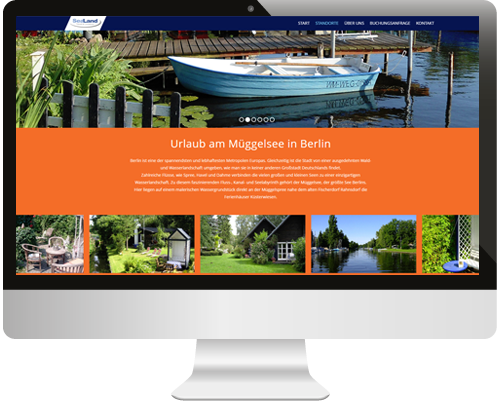 SeeLand
START STANDORTE ÜBER UNS BUCHUNGSANFRAGE KONTAKT
Urlaub am Müggelsee in Berlin
Berlin ist eine der spannendsten und lebhaftesten Metropolen Europas. Gleichzeitig ist die Stadt von einer ausgedehnten Wald-
und Wasserlandschaft umgeben, wie man sie in keiner anderen Großstadt Deutschlands findet.
Zahlreiche Flüsse, wie Spree, Havel und Dahme verbinden die vielen großen und kleinen Seen zu einer einzigartigen
Wasserlandschaft. Zu diesem faszinierenden Fluss-, Kanal- und Seelabyrinth gehört der Müggelsee, der größte See Berlins.
Hier liegen auf einem malerischen Wassergrundstück direkt an der Müggelspree nahe dem alten Fischerdorf Rahnsdorf die
Ferienhäuser Küsterwiesen.